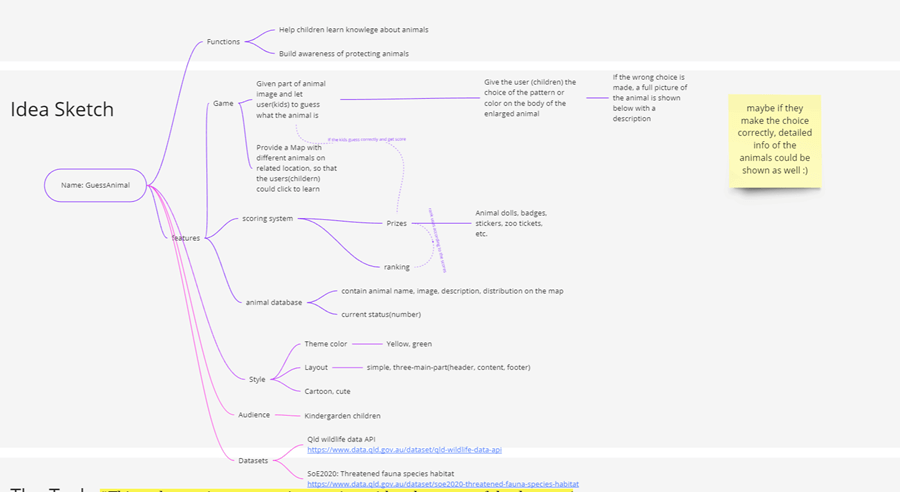 Functions
Help children learn knowlege about animals
Build awareness of protecting animals
Idea Sketch
Game
Given part of animal
image and let
user(kids) to guess
what the animal is
Give the user (children) the
choice of the pattern or
color on the body of the
enlarged animal
If the wrong choice is
made, a full picture of
the animal is shown
below with a
description
maybe if they
make the choice
correctly, detailed
info of the
animals could be
shown as well :)
if the kids guess correctly and get score
Provide a Map with
different animals on
related location, so that
the users(childern)
could click to learn
Name: GuessAnimal
features
scoring system
Prizes
Animal dolls, badges,
stickers, zoo tickets,
etc.
ranking
animal database
contain animal name, image, description, distribution on the map
current status(number)
Style
Theme color
Yellow, green
Layout
simple, three-main-part(header, content, footer)
Cartoon, cute
Audience
Kindergarden children
Datasets
Qld wildlife data API
https://www.data.qld.gov.au/dataset/qld-wildlife-data-api
SoE2020: Threatened fauna species habitat
https://www.data.qld.gov.au/dataset/soe2020-threatened-fauna-species-habitat